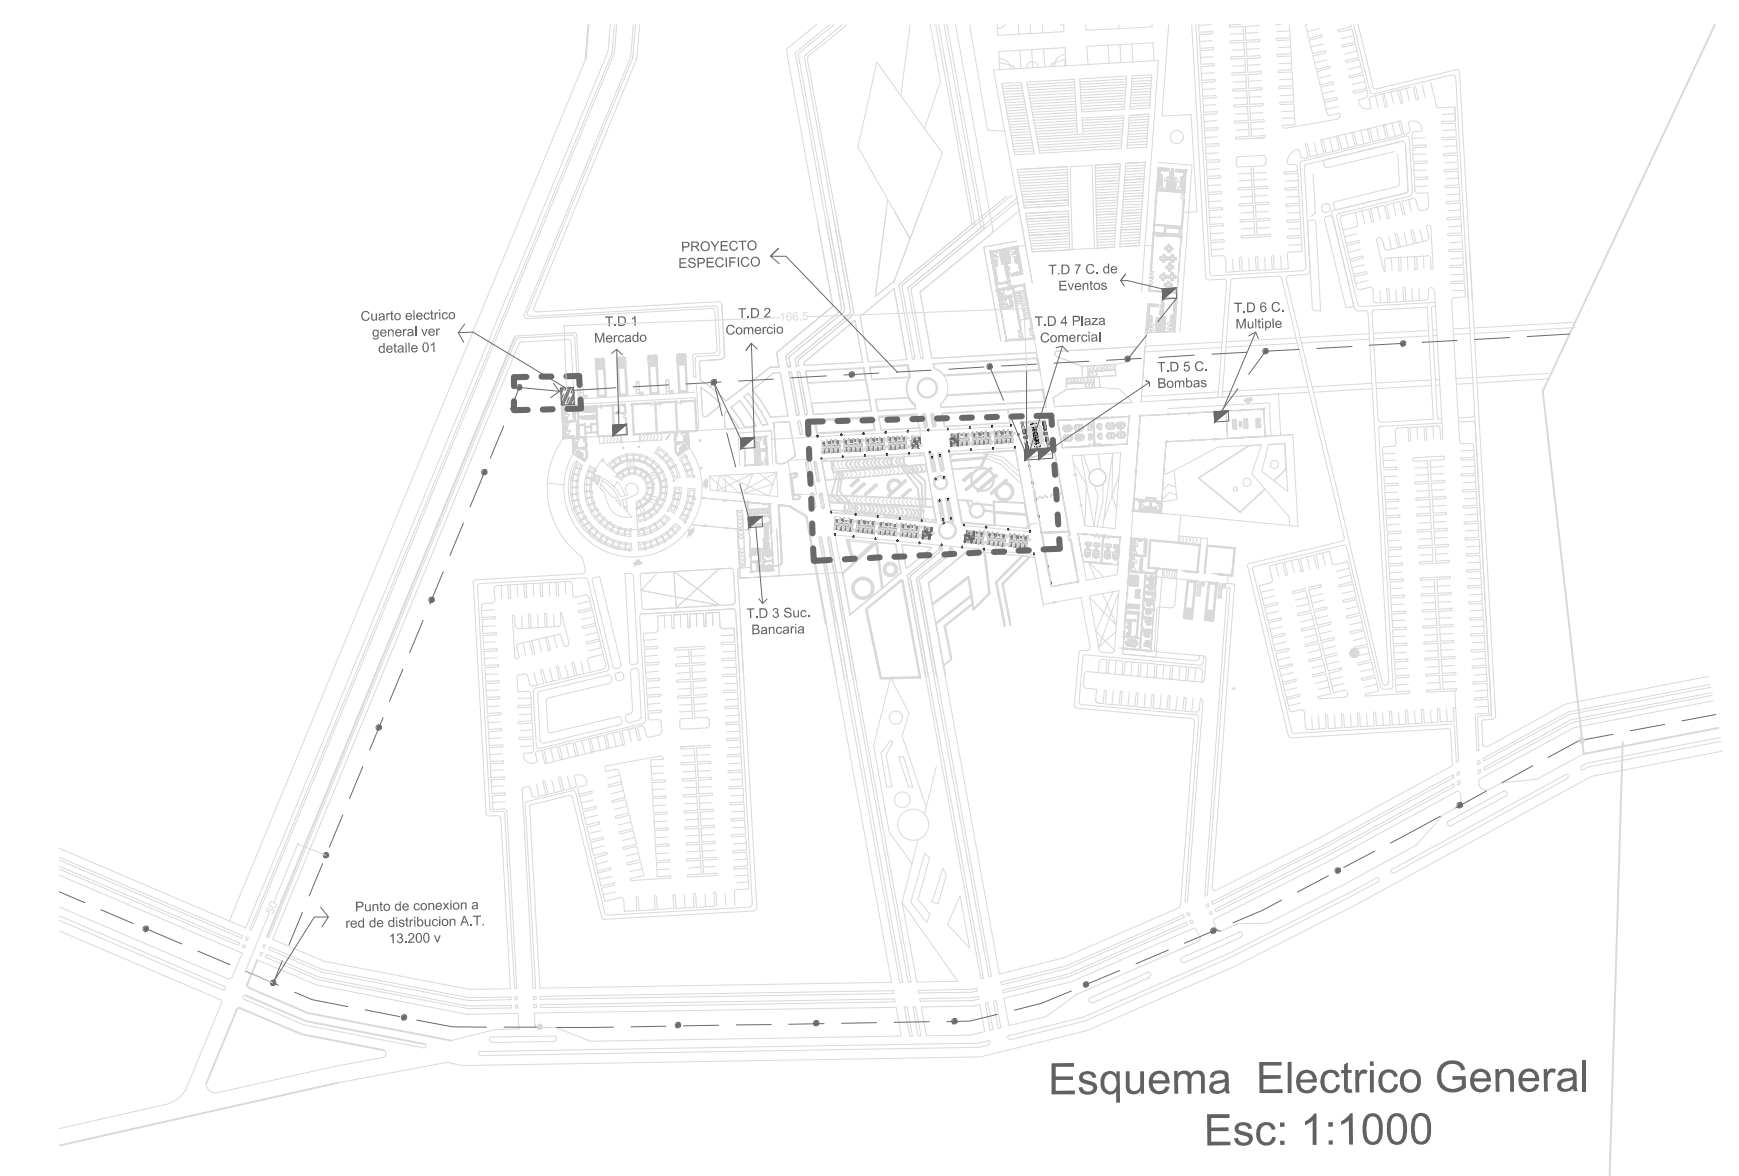 PROYECTO
ESPECIFICO
T.D 7 C. de
Eventos
Cuarto electrico
general ver
detalle 01
T.D 1
Mercado
T.D 2
Comercio
166,5
T.D 4 Plaza
Comercial
T.D 6 C.
Multiple
T.D 5 C.
Bombas
T.D 3 Suc.
Bancaria
Punto de conexion a
red de distribucion A.T.
13.200 v
Esquema Electrico General
Esc: 1:1000